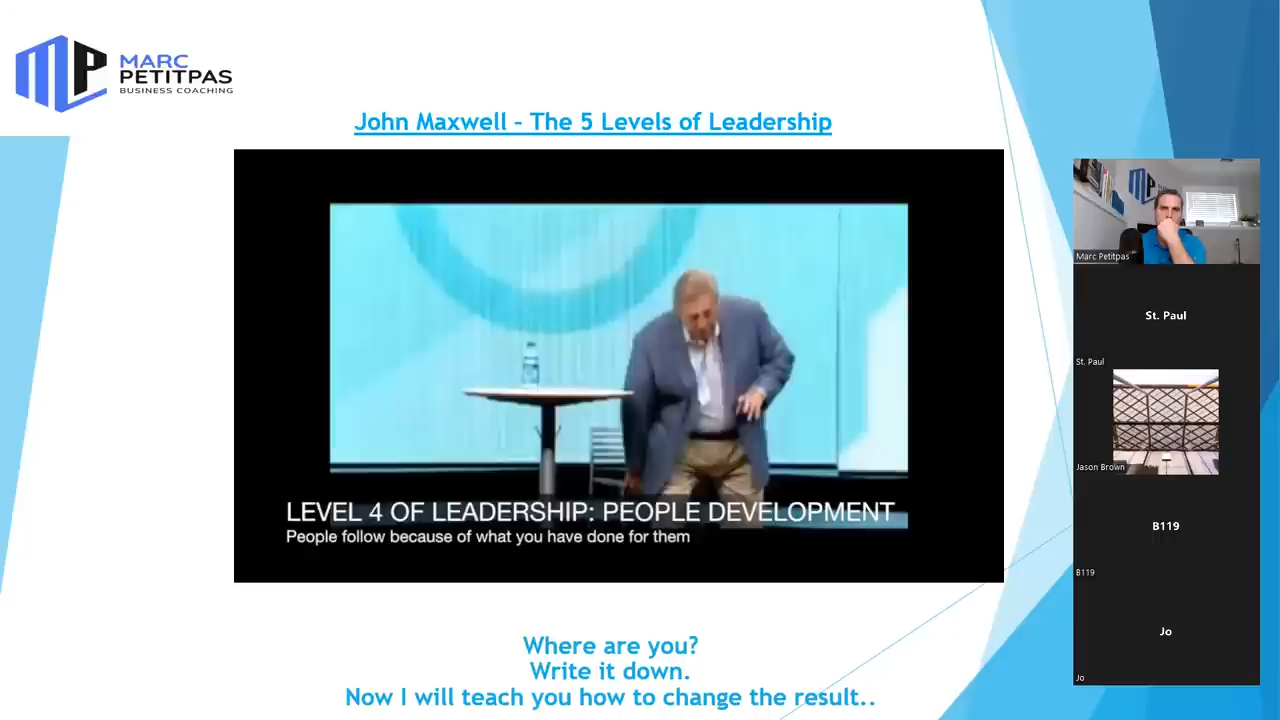 MP
MARC
PETITPAS
BUSINESS COACHING
John Maxwell – The 5 Levels of Leadership
LEVEL 4 OF LEADERSHIP: PEOPLE DEVELOPMENT
People follow because of what you have done for them
Where are you?
Write it down.
Now I will teach you how to change the result..
Marc Petitpas
St. Paul
St. Paul
Jason Brown
B119
B119
Jo
Jo